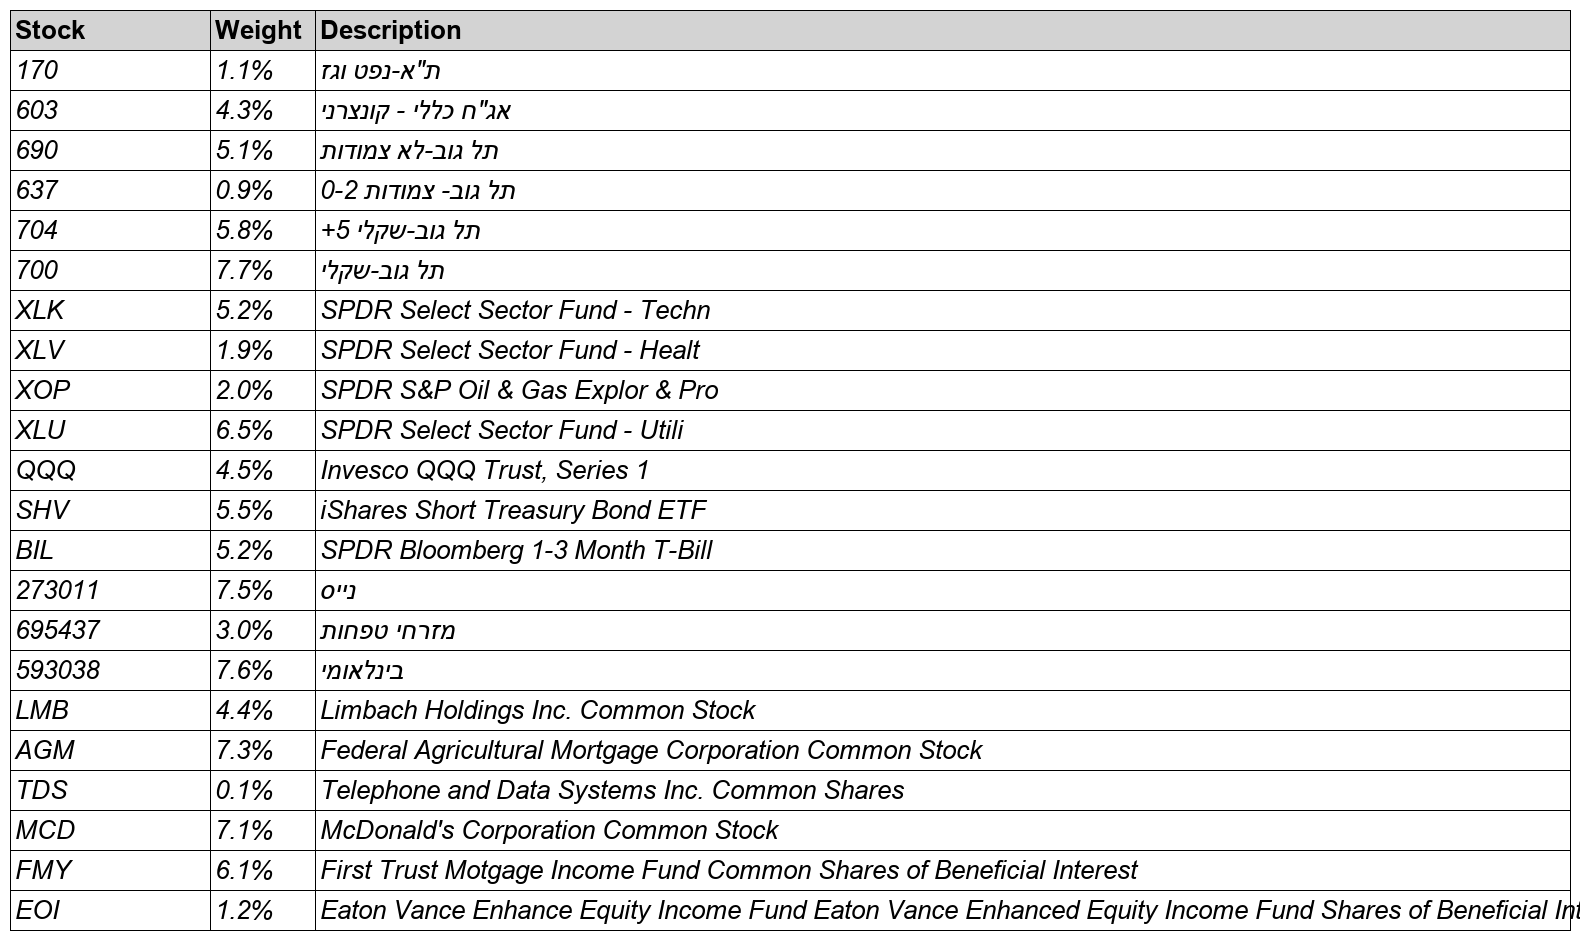 Stock Weight Description
170 1.1% ת"א-נפט וגז
603 4.3% אג"ח כללי - קונצרני
690 5.1% תל גוב-לא צמודות
637 0.9% תל גוב- צמודות 0-2
704 5.8% תל גוב-שקלי 5+
700 7.7% תל גוב-שקלי
XLK 5.2% SPDR Select Sector Fund - Techn
XLV 1.9% SPDR Select Sector Fund - Healt
XOP 2.0% SPDR S&P Oil & Gas Explor & Pro
XLU 6.5% SPDR Select Sector Fund - Utili
QQQ 4.5% Invesco QQQ Trust, Series 1
SHV 5.5% iShares Short Treasury Bond ETF
BIL 5.2% SPDR Bloomberg 1-3 Month T-Bill
273011 7.5% נייס
695437 3.0% מזרחי טפחות
593038 7.6% בינלאומי
LMB 4.4% Limbach Holdings Inc. Common Stock
AGM 7.3% Federal Agricultural Mortgage Corporation Common Stock
TDS 0.1% Telephone and Data Systems Inc. Common Shares
MCD 7.1% McDonald's Corporation Common Stock
FMY 6.1% First Trust Motgage Income Fund Common Shares of Beneficial Interest
EOI 1.2% Eaton Vance Enhance Equity Income Fund Eaton Vance Enhanced Equity Income Fund Shares of Beneficial Int